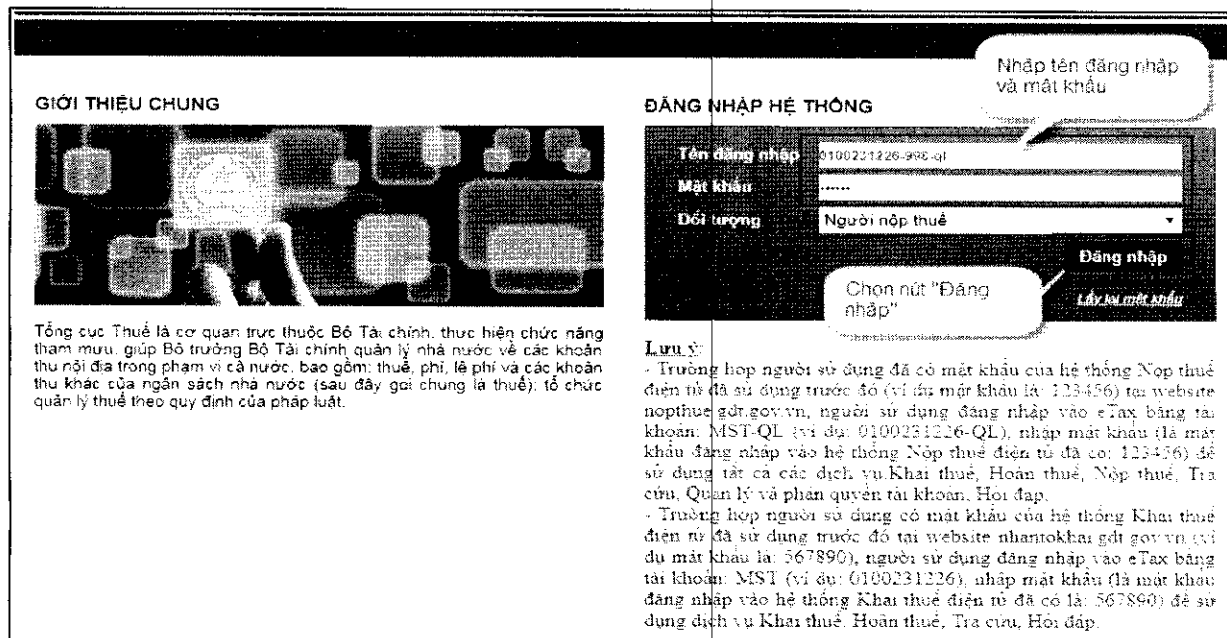 Nhập tên đăng nhập
và mật khẩu
GIỚI THIỆU CHUNG
Tổng cục Thuế là cơ quan trực thuộc Bộ Tài chính, thực hiện chức năng
tham mưu, giúp Bộ trưởng Bộ Tài chính quản lý nhà nước về các khoản
thu nội địa trong phạm vi cả nước, bao gồm: thuế, phí, lệ phí và các khoản
thu khác của ngân sách nhà nước (sau đây gọi chung là thuế); tổ chức
quản lý thuế theo quy định của pháp luật.
ĐĂNG NHẬP HỆ THỐNG
Tên đăng nhập 0100231226-998-ql
Mật khẩu ......
Đối tượng Người nộp thuế
Đăng nhập
Chọn nút "Đăng
nhập"
Lấy lại mật khẩu
Lưu ý:
- Trường hợp người sử dụng đã có mật khẩu của hệ thống Nộp thuế
điện tử đã sử dụng trước đó (ví dụ mật khẩu là: 123456) tại website
nopthue.gdt.gov.vn, người sử dụng đăng nhập vào eTax bằng tài
khoản: MST-QL (ví dụ: 0100231226-QL), nhập mật khẩu (là mật
khẩu đăng nhập vào hệ thống Nộp thuế điện tử đã có: 123456) để
sử dụng tất cả các dịch vụ Khai thuế, Hoàn thuế, Nộp thuế, Tra
cứu, Quản lý và phân quyền tài khoản, Hỏi đáp.
- Trường hợp người sử dụng có mật khẩu của hệ thống Khai thuế
điện tử đã sử dụng trước đó tại website nhantokhai.gdt.gov.vn (ví
dụ mật khẩu là: 567890), người sử dụng đăng nhập vào eTax bằng
tài khoản: MST (ví dụ: 0100231226), nhập mật khẩu (là mật khẩu
đăng nhập vào hệ thống Khai thuế điện tử đã có là: 567890) để sử
dụng dịch vụ Khai thuế, Hoàn thuế, Tra cứu, Hỏi đáp.